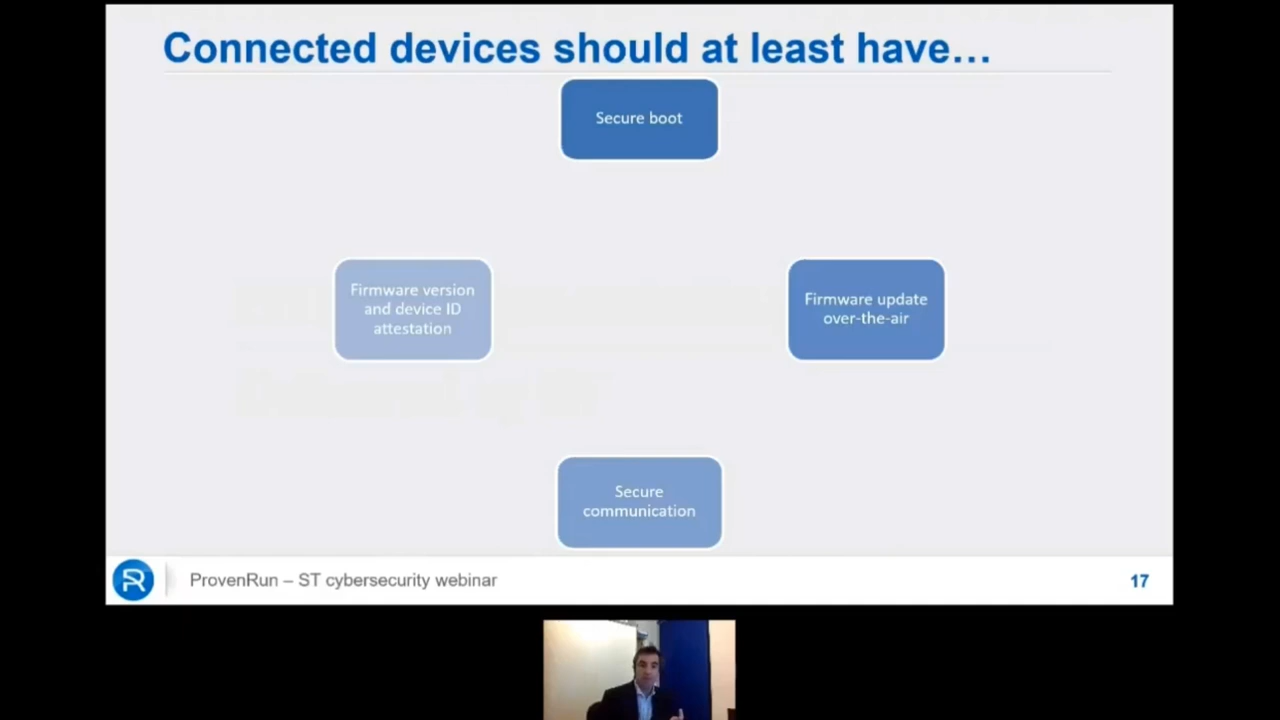 Connected devices should at least have…
Secure boot
Firmware version
and device ID
attestation
Firmware update
over-the-air
Secure
communication
ProvenRun – ST cybersecurity webinar
17